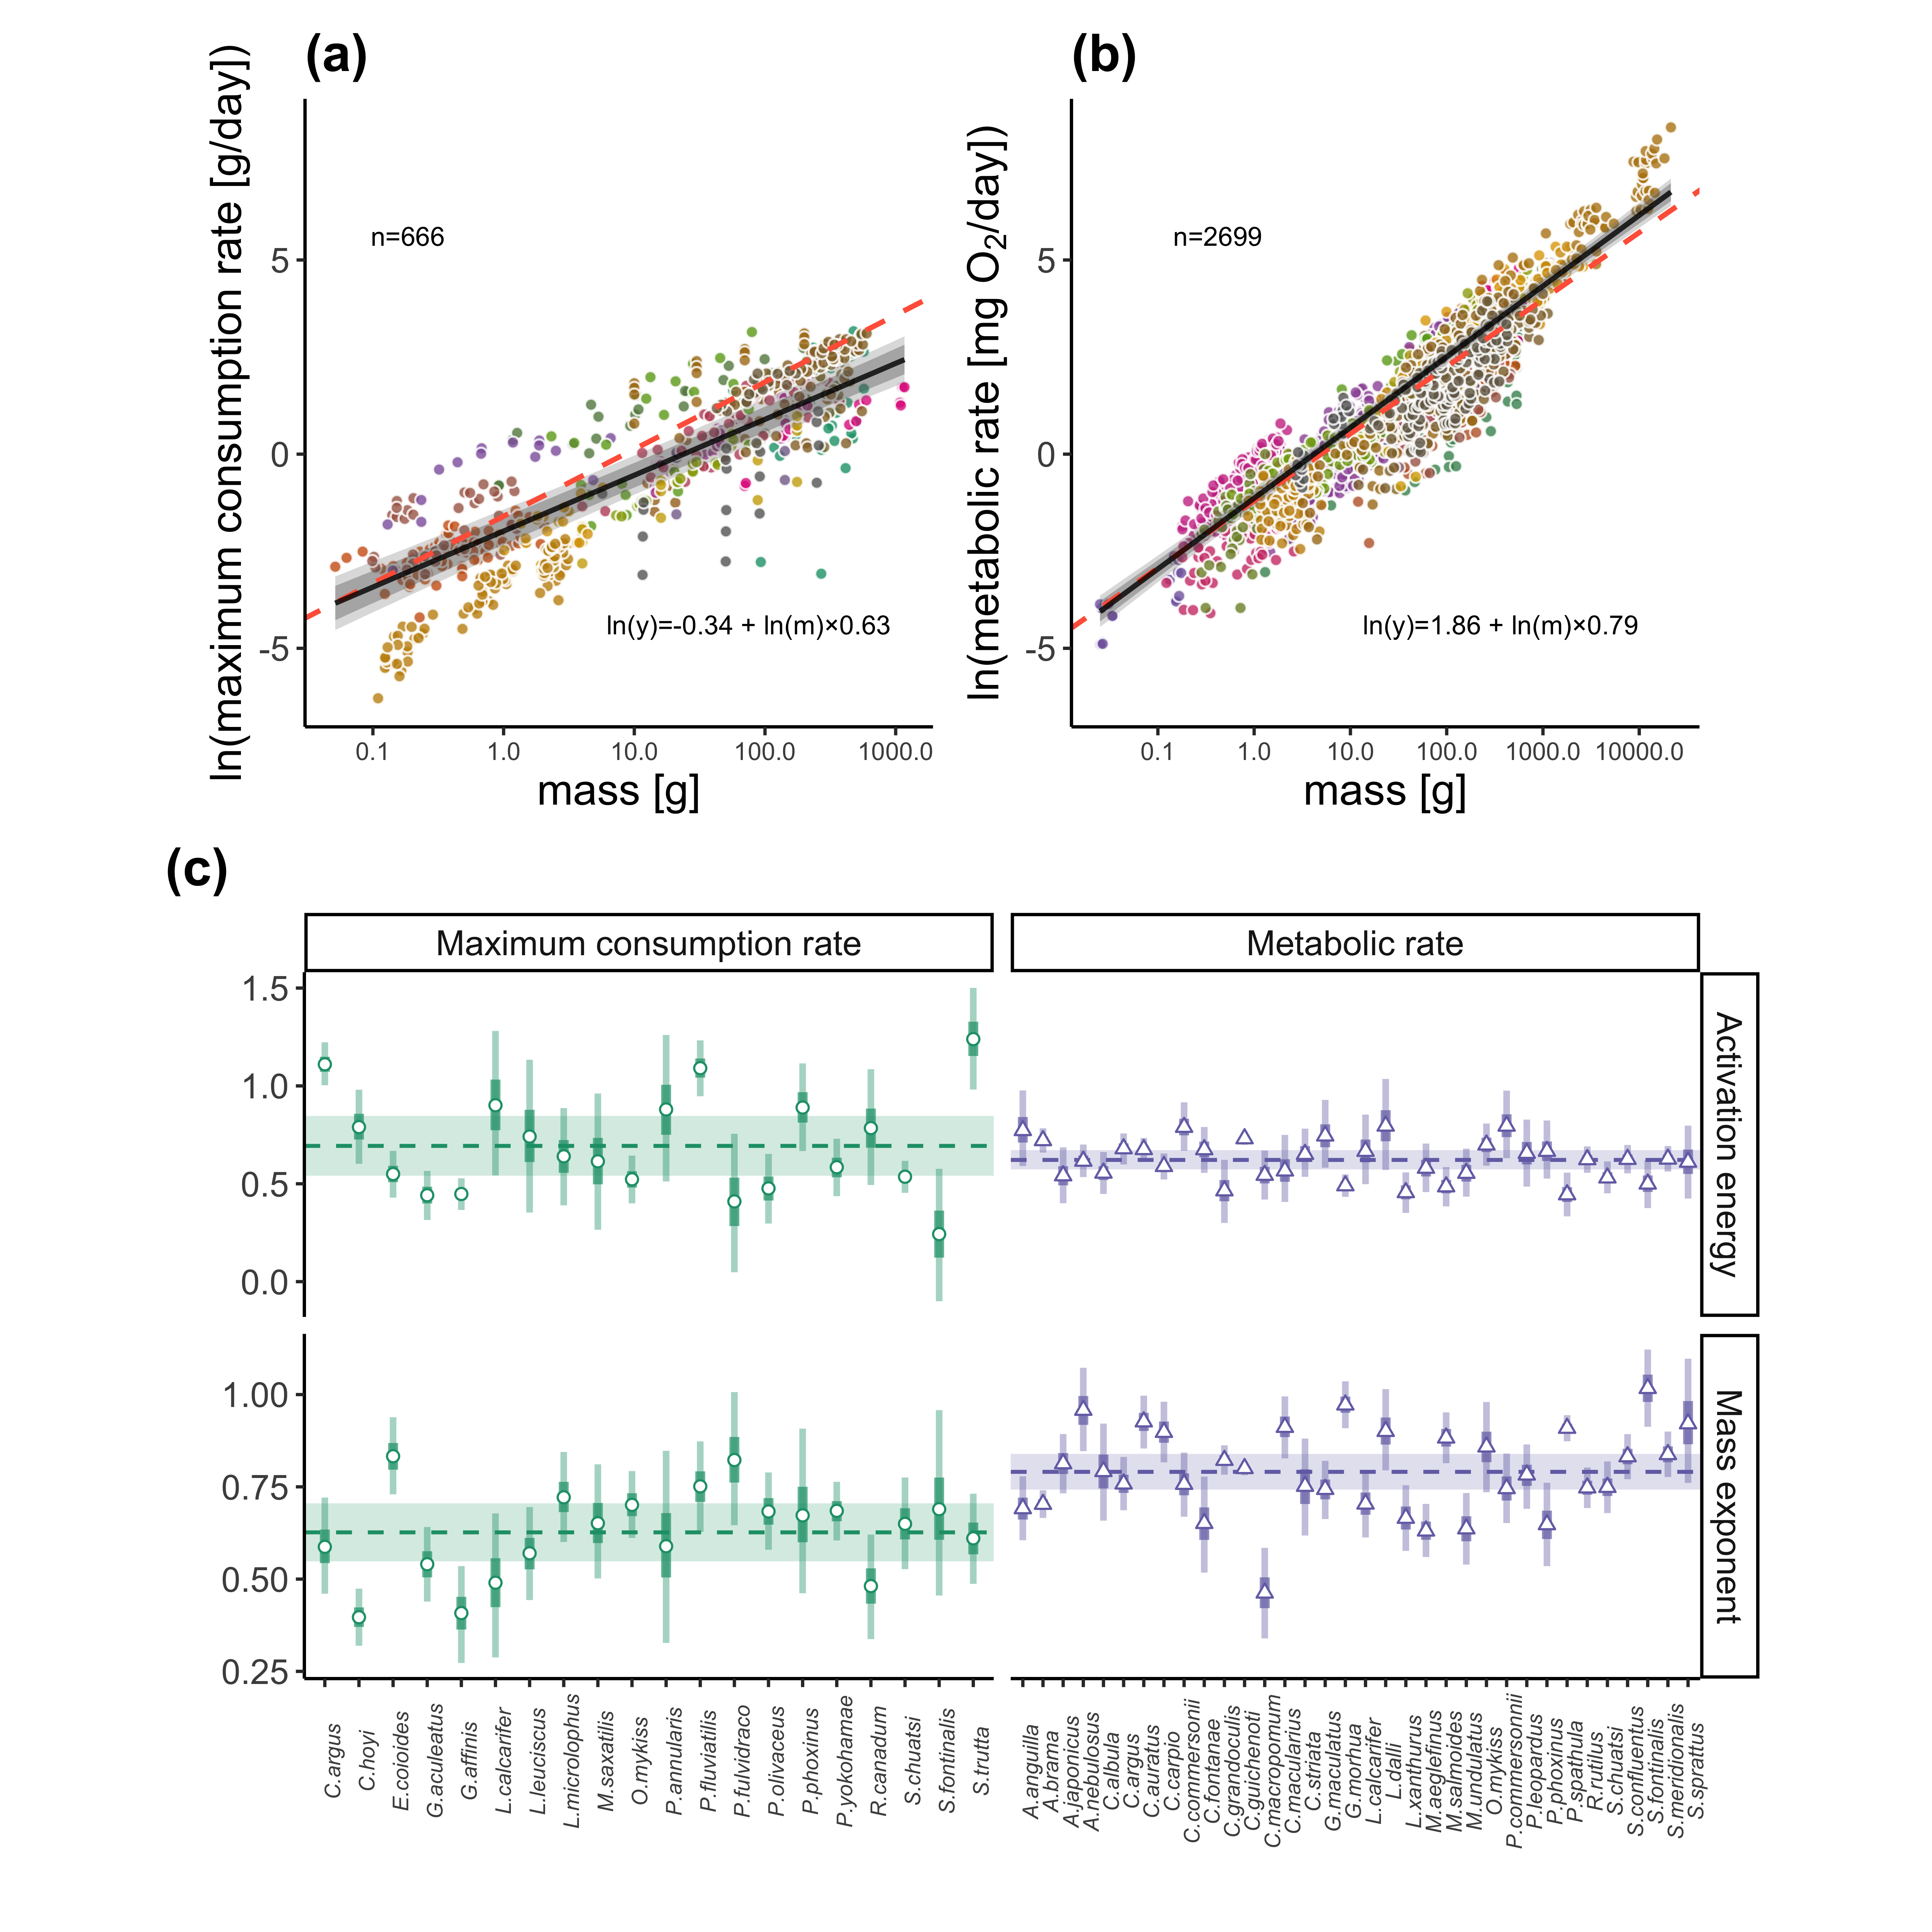 (a)
ln(maximum consumption rate [g/day])
5
0
-5
n=666
ln(y)=-0.34 + ln(m)×0.63
0.1 1.0 10.0 100.0 1000.0
mass [g]
(b)
ln(metabolic rate [mg O₂/day])
5
0
-5
n=2699
ln(y)=1.86 + ln(m)×0.79
0.1 1.0 10.0 100.0 1000.0 10000.0
mass [g]
(c)
Maximum consumption rate
Metabolic rate
1.5
1.0
0.5
0.0
Activation energy
1.00
0.75
0.50
0.25
Mass exponent
C.argus
C.hoyi
E.coioides
G.aculeatus
G.affinis
L.calcarifer
L.leuciscus
L.microlophus
M.saxatilis
O.mykiss
P.annularis
P.fluviatilis
P.fulvidraco
P.olivaceus
P.phoxinus
P.yokohamae
R.canadum
S.chuatsi
S.fontinalis
S.trutta
A.anguilla
A.brama
A.japonicus
A.nebulosus
C.albula
C.argus
C.auratus
C.carpio
C.commersonii
C.fontanae
C.grandoculis
C.guichenoti
C.macropomum
C.macularius
C.striata
G.maculatus
G.morhua
L.calcarifer
L.dalli
L.xanthurus
M.aeglefinus
M.salmoides
M.undulatus
O.mykiss
P.commersonnii
P.leopardus
P.phoxinus
P.spathula
R.rutilus
S.chuatsi
S.confluentus
S.fontinalis
S.meridionalis
S.sprattus